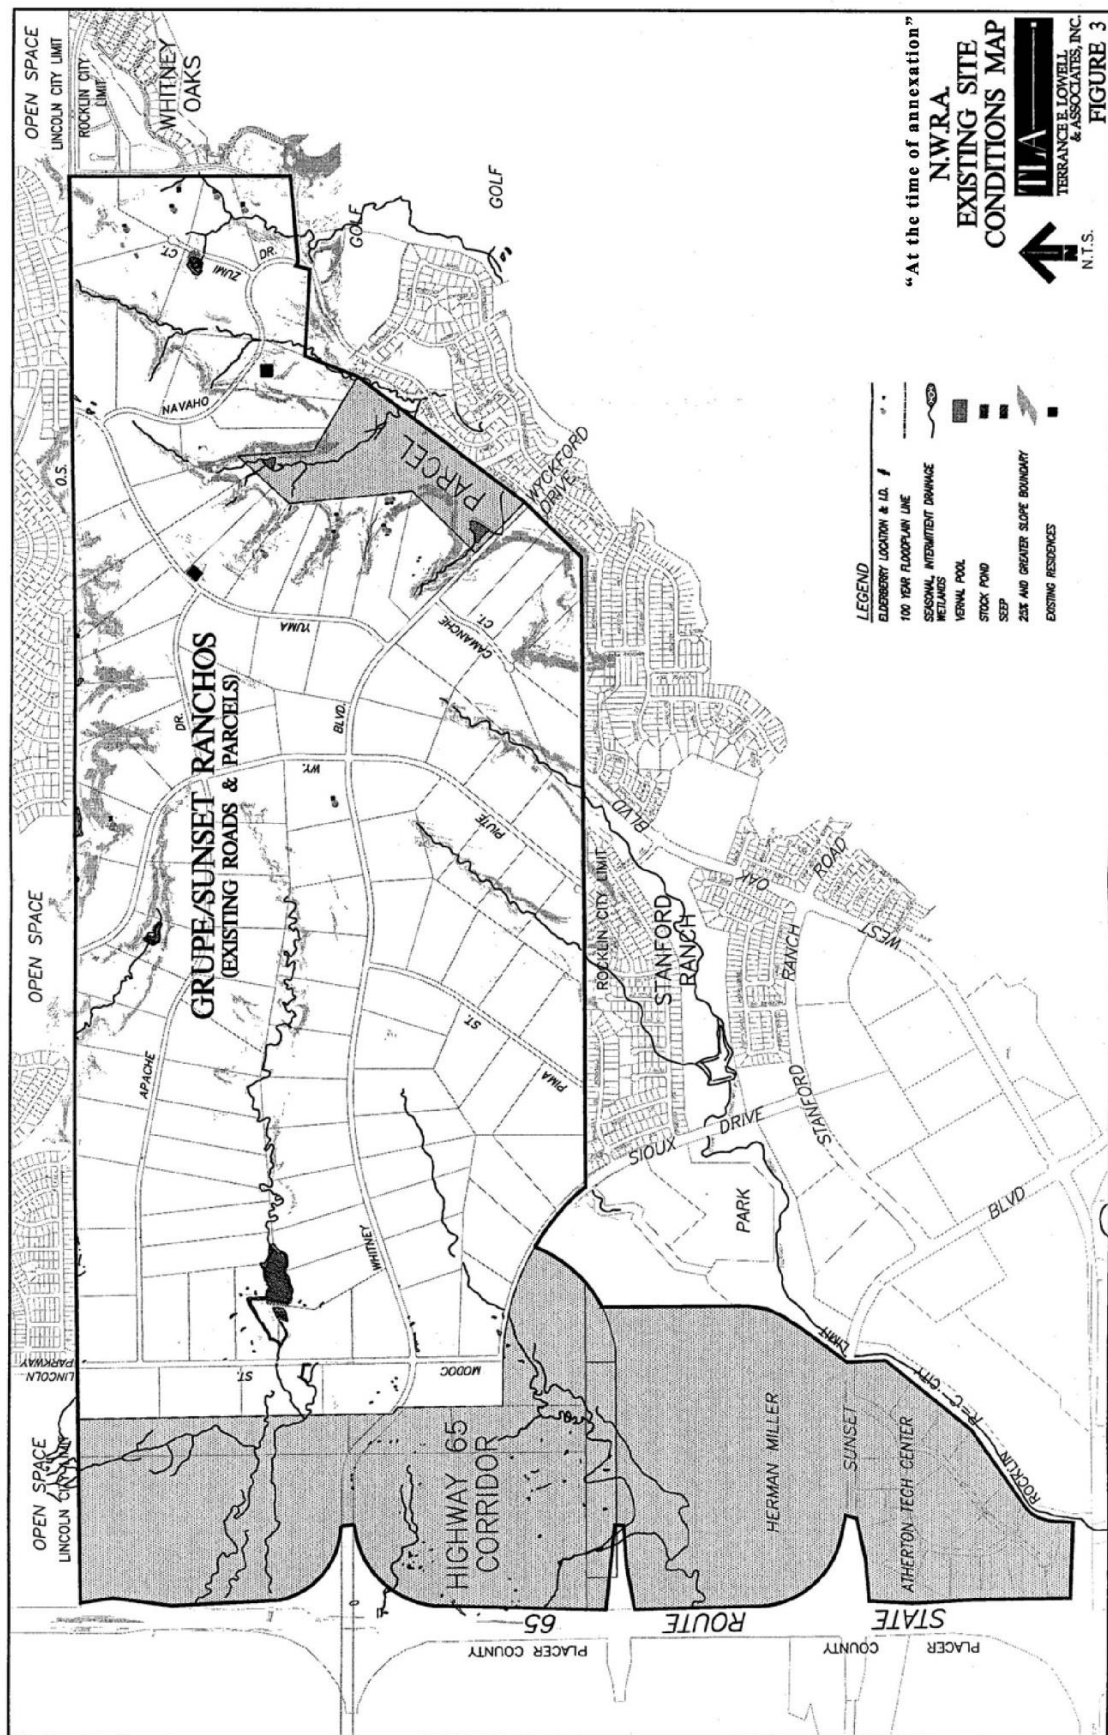 OPEN SPACE
LINCOLN CITY LIMIT
ROCKLIN CITY
LIMIT
WHITNEY
OAKS
OPEN SPACE
O.S.
OPEN SPACE
LINCOLN CITY LIMIT
LINCOLN
PARKWAY
GRUPE/SUNSET RANCHOS
(EXISTING ROADS & PARCELS)
CT.
ZUMI
DR.
NAVAHO
YUMA
DR.
WY.
BLVD.
CAMANCHE
CT.
PIUTE
APACHE
ST.
PIMA
WHITNEY
ST.
MODOC
PARCEL
K
WYCKFORD
DRIVE
GOLF
GOLF
ROCKLIN CITY LIMIT
STANFORD
RANCH
BLVD
OAK
WEST
ROAD
RANCH
STANFORD
SIOUX
DRIVE
PARK
BLVD
SUNSET
LIMIT
CITY
ROCKLIN
HIGHWAY 65
CORRIDOR
HERMAN MILLER
ATHERTON TECH CENTER
STATE
ROUTE
65
PLACER COUNTY
PLACER
COUNTY
LEGEND
ELDERBERRY LOCATION & I.D. #
100 YEAR FLOODPLAIN LINE
SEASONAL, INTERMITTENT DRAINAGE
WETLANDS
VERNAL POOL
STOCK POND
SEEP
25% AND GREATER SLOPE BOUNDARY
EXISTING RESIDENCES
"At the time of annexation"
N.W.R.A.
EXISTING SITE
CONDITIONS MAP
N
N.T.S.
TLA
TERRANCE E. LOWELL
& ASSOCIATES, INC.
FIGURE 3